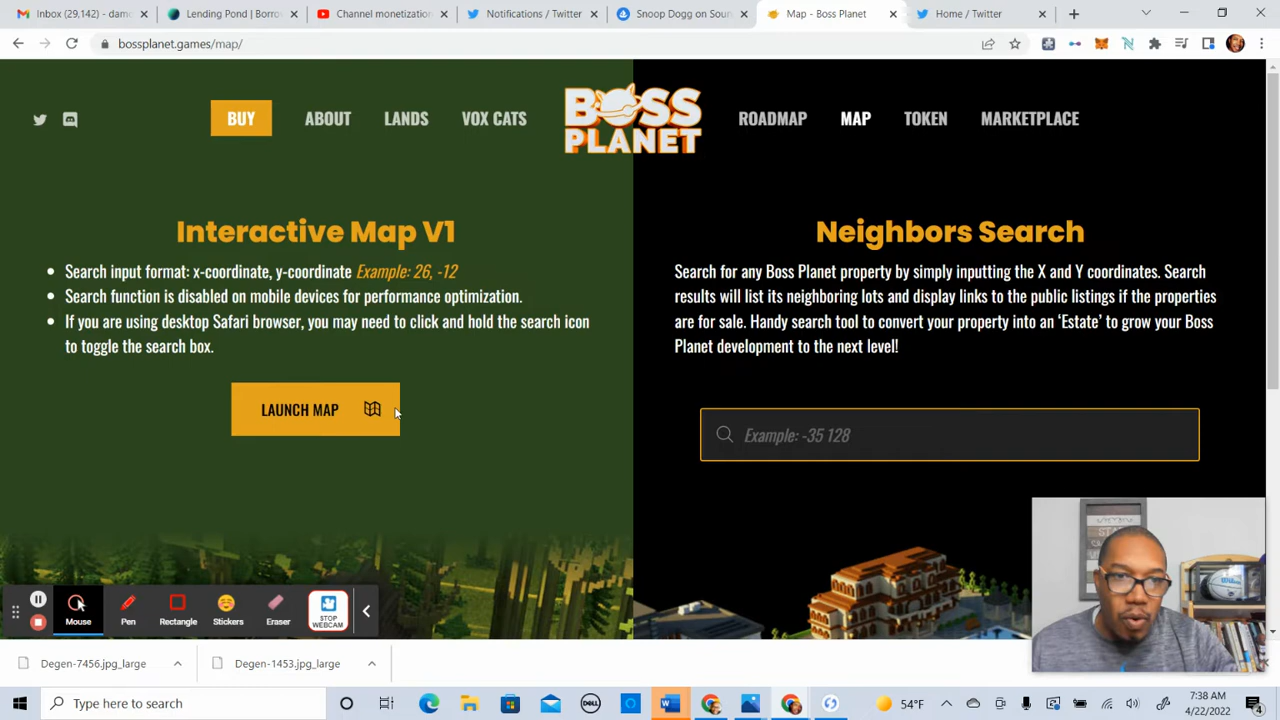 Inbox (29,142) - damo
Lending Pond | Borro
Channel monetization
Notifications / Twitter
Snoop Dogg on South
Map - Boss Planet
Home / Twitter
bossplanet.games/map/
BUY
ABOUT
LANDS
VOX CATS
BOSS
PLANET
ROADMAP
MAP
TOKEN
MARKETPLACE
Interactive Map V1
Search input format: x-coordinate, y-coordinate Example: 26, -12
Search function is disabled on mobile devices for performance optimization.
If you are using desktop Safari browser, you may need to click and hold the search icon
to toggle the search box.
LAUNCH MAP
Neighbors Search
Search for any Boss Planet property by simply inputting the X and Y coordinates. Search
results will list its neighboring lots and display links to the public listings if the properties
are for sale. Handy search tool to convert your property into an ‘Estate’ to grow your Boss
Planet development to the next level!
Example: -35 128
Mouse
Pen
Rectangle
Stickers
Eraser
STOP
WEBCAM
Degen-7456.jpg_large
Degen-1453.jpg_large
Type here to search
DELL
54°F
7:38 AM
4/22/2022
4